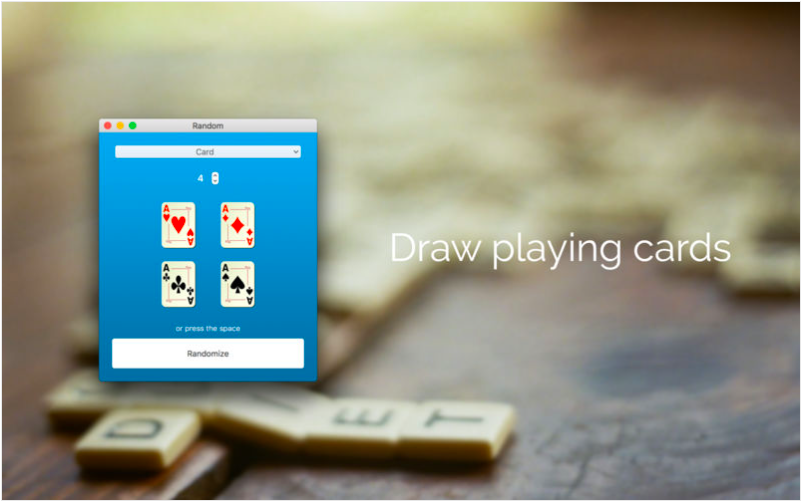 Random
Card
4
A A
A A
Draw playing cards
A A
A A
or press the space
Randomize
D I E T